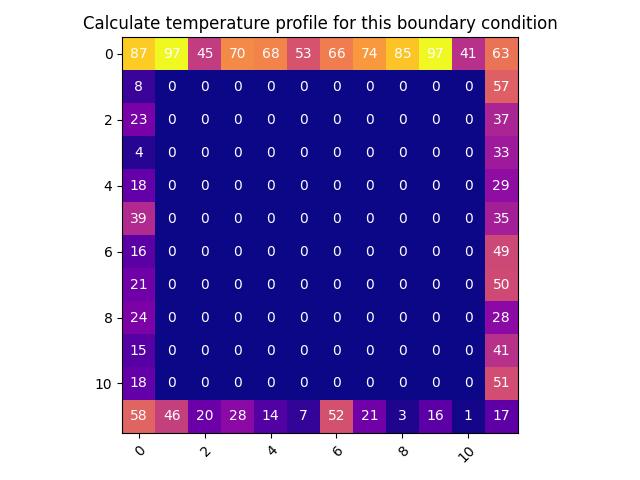 Calculate temperature profile for this boundary condition
0 87 97 45 70 68 53 66 74 85 97 41 63
8 0 0 0 0 0 0 0 0 0 0 57
2 23 0 0 0 0 0 0 0 0 0 0 37
4 0 0 0 0 0 0 0 0 0 0 33
4 18 0 0 0 0 0 0 0 0 0 0 29
39 0 0 0 0 0 0 0 0 0 0 35
6 16 0 0 0 0 0 0 0 0 0 0 49
21 0 0 0 0 0 0 0 0 0 0 50
8 24 0 0 0 0 0 0 0 0 0 0 28
15 0 0 0 0 0 0 0 0 0 0 41
10 18 0 0 0 0 0 0 0 0 0 0 51
58 46 20 28 14 7 52 21 3 16 1 17
0 2 4 6 8 10